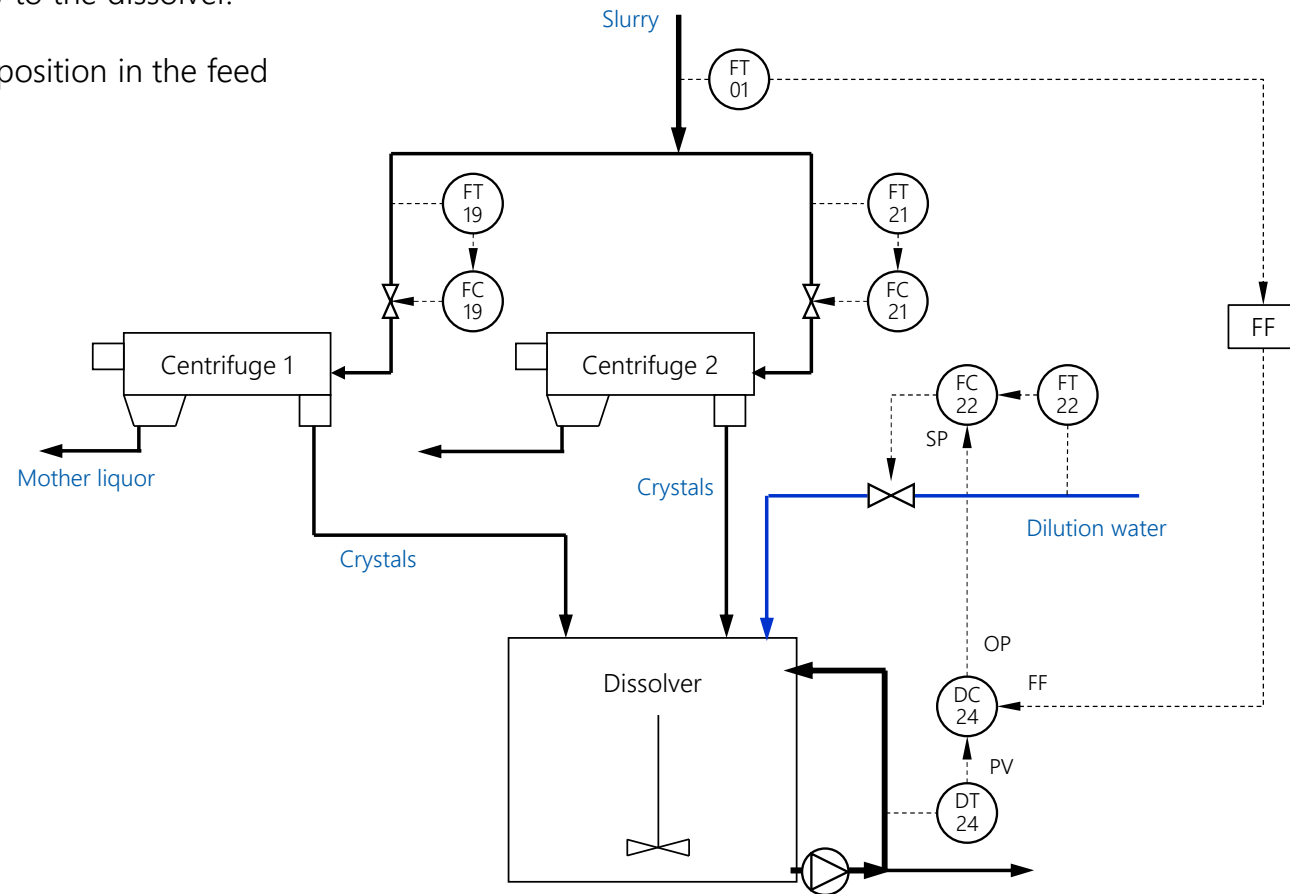 to the dissolver.
position in the feed
Slurry
FT
01
FT
19
FT
21
FC
19
FC
21
FF
Centrifuge 1
Centrifuge 2
FC
22
FT
22
SP
Mother liquor
Crystals
Dilution water
Crystals
OP
Dissolver
FF
DC
24
PV
DT
24